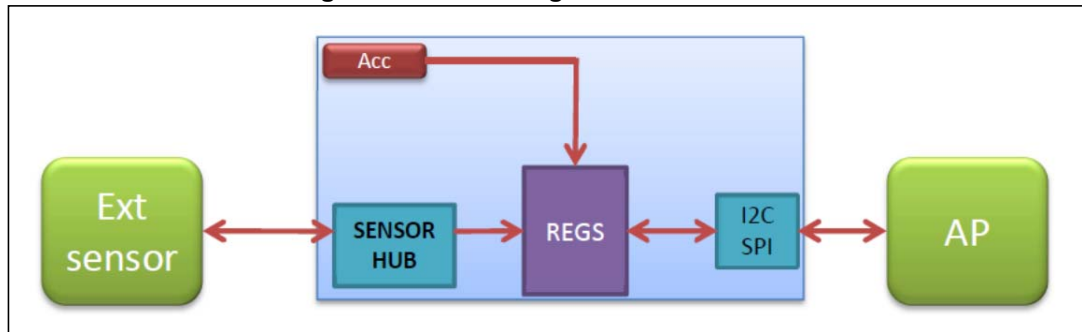 Acc
Ext
sensor
SENSOR
HUB
REGS
I2C
SPI
AP